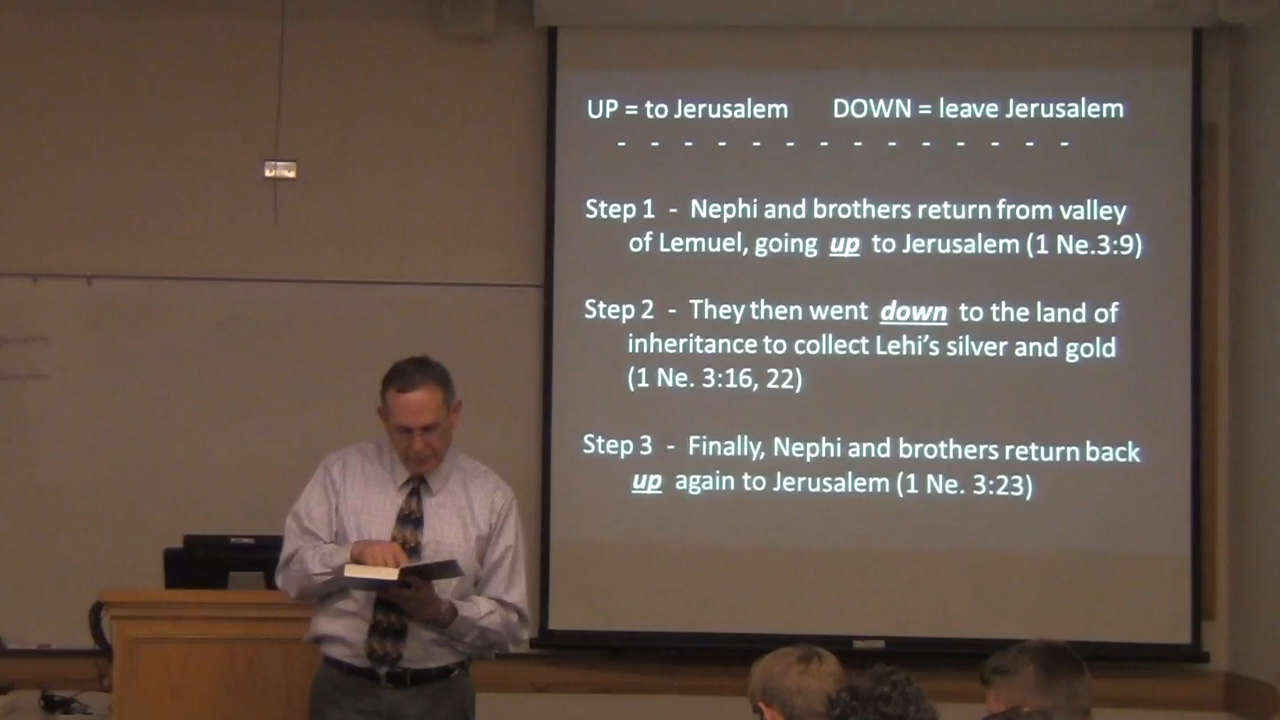 UP = to Jerusalem DOWN = leave Jerusalem
- - - - - - - - - - - - - -
Step 1 - Nephi and brothers return from valley
of Lemuel, going up to Jerusalem (1 Ne.3:9)
Step 2 - They then went down to the land of
inheritance to collect Lehi’s silver and gold
(1 Ne. 3:16, 22)
Step 3 - Finally, Nephi and brothers return back
up again to Jerusalem (1 Ne. 3:23)